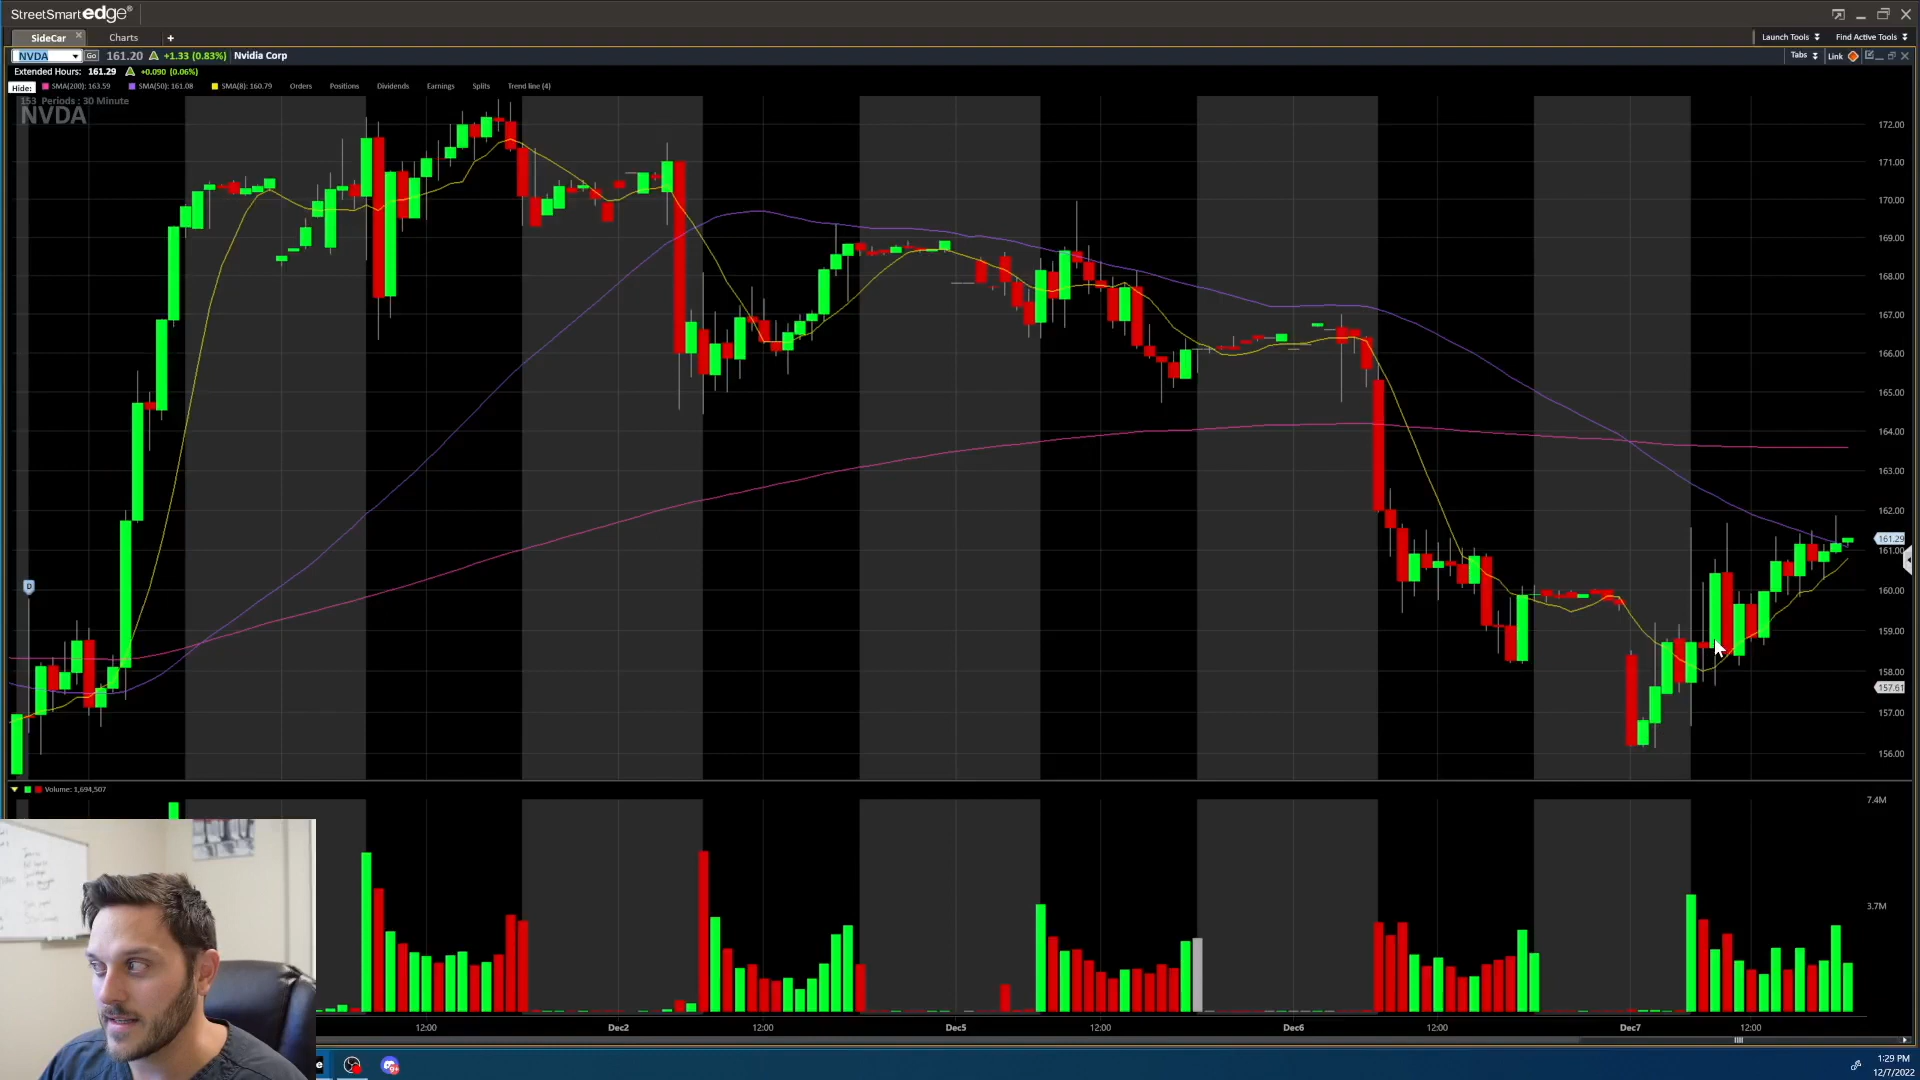 StreetSmartedge®
SideCar
Charts
+
Launch Tools
Find Active Tools
NVDA
Go
161.20
+1.33 (0.83%)
Nvidia Corp
Tabs
Link
Extended Hours: 161.29 +0.090 (0.06%)
Hide:
SMA(200): 163.59
SMA(50): 161.08
SMA(8): 160.79
Orders
Positions
Dividends
Earnings
Splits
Trend line (4)
153 Periods : 30 Minute
NVDA
172.00
171.00
170.00
169.00
168.00
167.00
166.00
165.00
164.00
163.00
162.00
161.29
161.00
160.00
159.00
158.00
157.61
157.00
156.00
D
Volume: 1,694,507
7.4M
3.7M
12:00
Dec2
12:00
Dec5
12:00
Dec6
12:00
Dec7
12:00
1:29 PM
12/7/2022